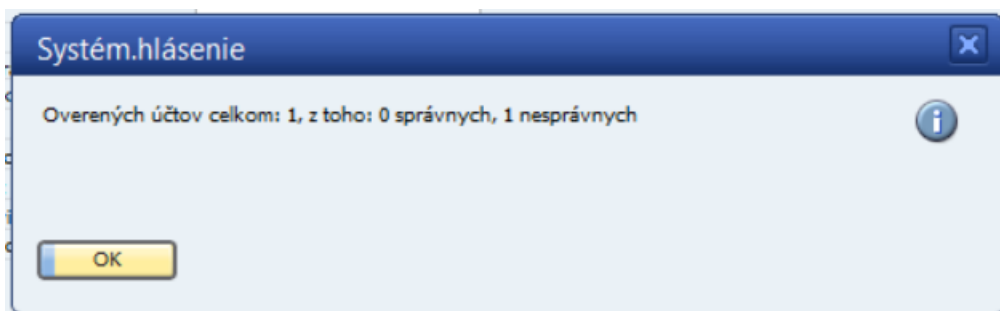 Systém.hlásenie
Overených účtov celkom: 1, z toho: 0 správnych, 1 nesprávnych
OK